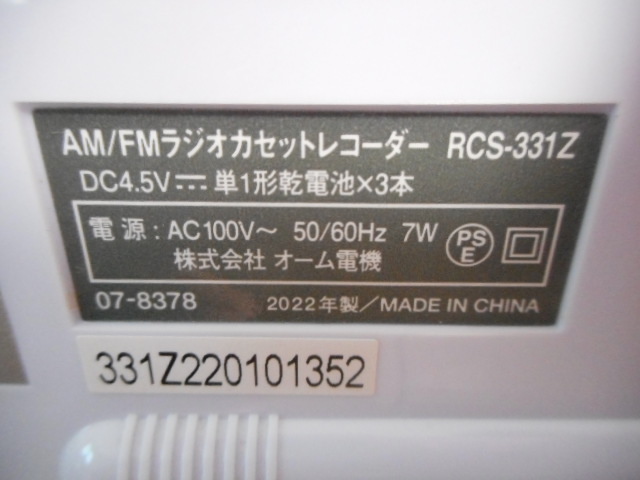 AM/FMラジオカセットレコーダー RCS-331Z
DC4.5V⎓単1形乾電池×3本
電源：AC100V～ 50/60Hz 7W
PSE
株式会社 オーム電機
07-8378 2022年製／MADE IN CHINA
331Z220101352